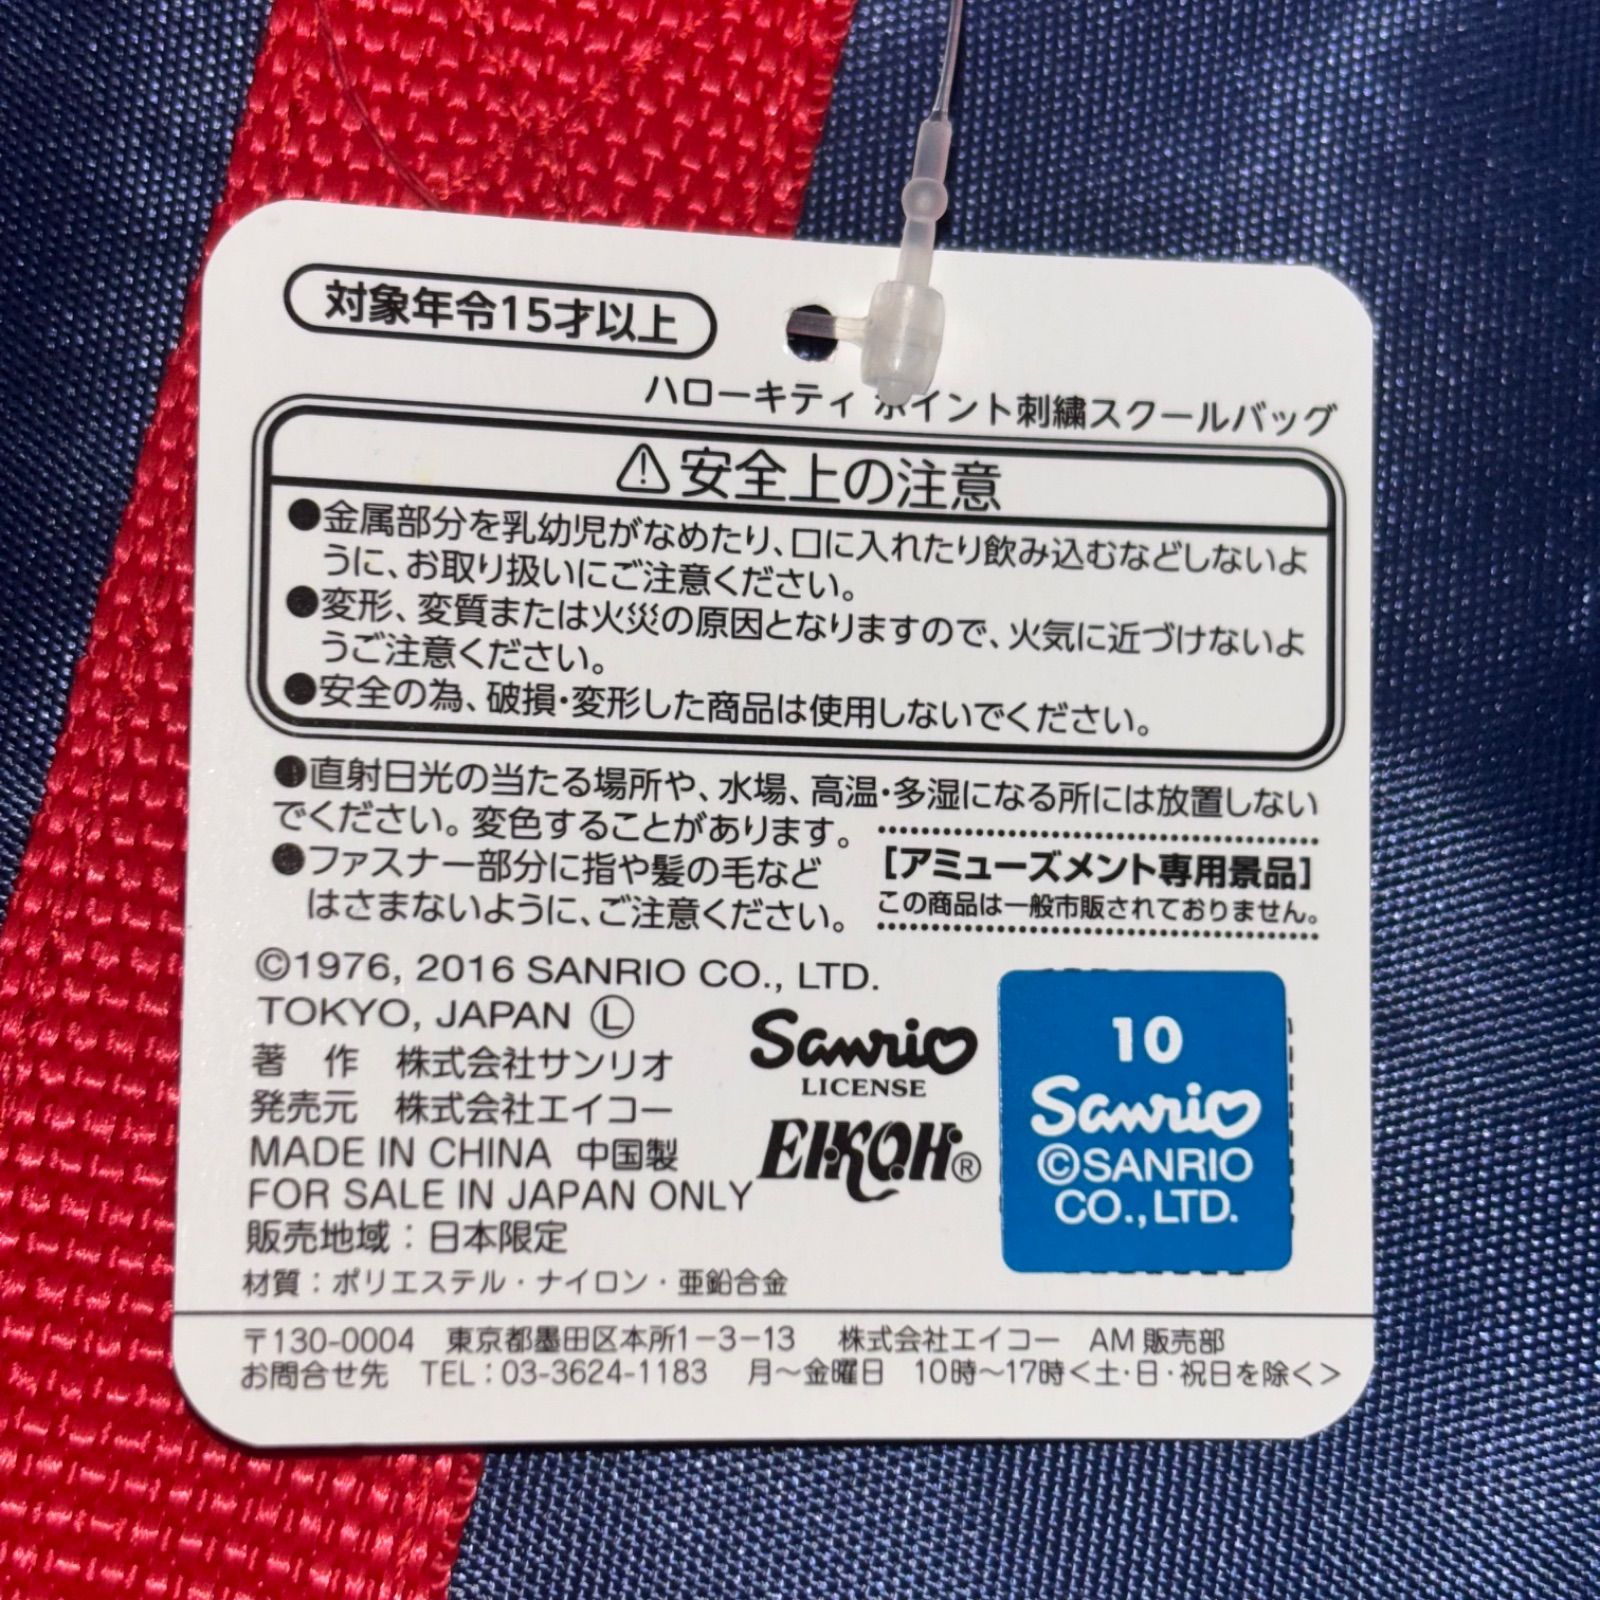 対象年令15才以上
ハローキティ ポイント刺繍スクールバッグ
⚠安全上の注意
●金属部分を乳幼児がなめたり、口に入れたり飲み込むなどしないよ
うに、お取り扱いにご注意ください。
●変形、変質または火災の原因となりますので、火気に近づけないよ
うご注意ください。
●安全の為、破損・変形した商品は使用しないでください。
●直射日光の当たる場所や、水場、高温・多湿になる所には放置しない
でください。変色することがあります。
●ファスナー部分に指や髪の毛など
はさまないように、ご注意ください。
[アミューズメント専用景品]
この商品は一般市販されておりません。
©1976, 2016 SANRIO CO., LTD.
TOKYO, JAPAN Ⓛ
著 作 株式会社サンリオ
発売元 株式会社エイコー
MADE IN CHINA 中国製
FOR SALE IN JAPAN ONLY
販売地域：日本限定
材質：ポリエステル・ナイロン・亜鉛合金
Sanrio
LICENSE
EIKOH®
10
Sanrio
©SANRIO
CO., LTD.
〒130-0004 東京都墨田区本所1-3-13 株式会社エイコー AM販売部
お問合せ先 TEL：03-3624-1183 月～金曜日 10時～17時<土・日・祝日を除く>